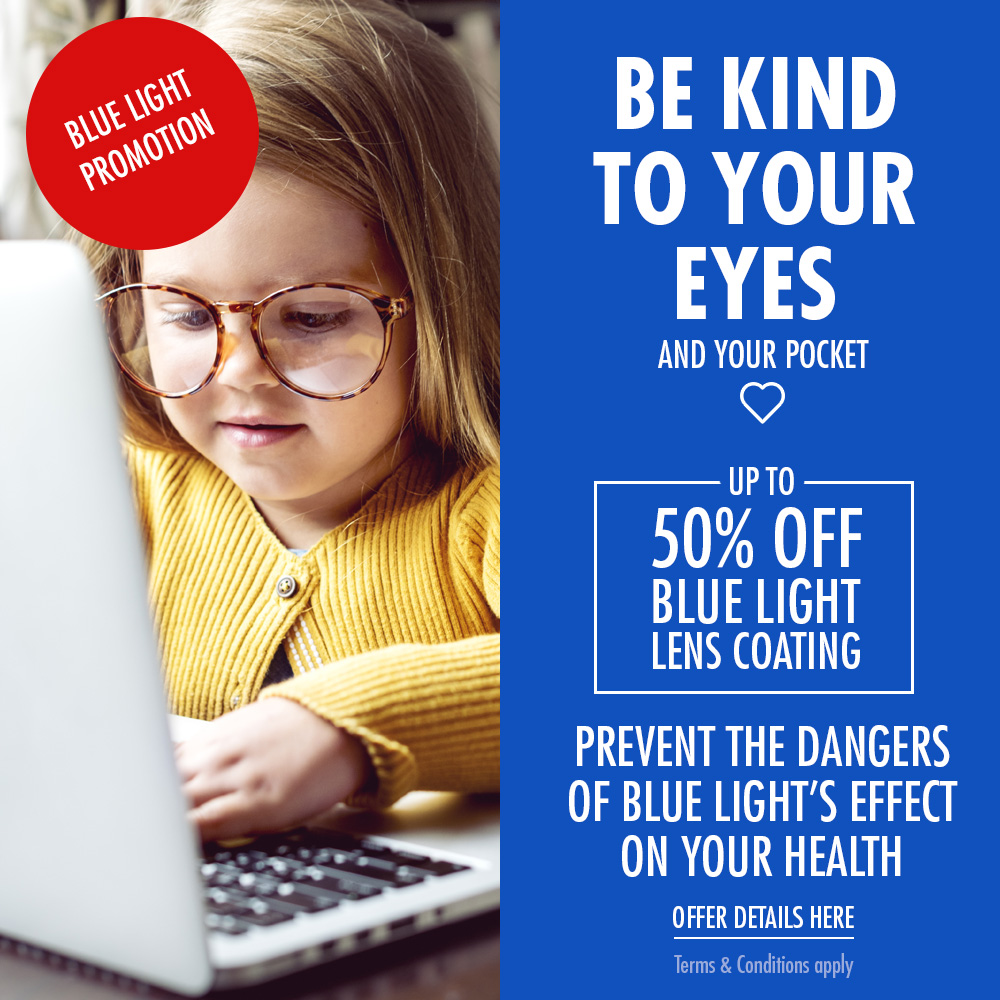 BLUE LIGHT
PROMOTION
BE KIND
TO YOUR
EYES
AND YOUR POCKET
UP TO
50% OFF
BLUE LIGHT
LENS COATING
PREVENT THE DANGERS
OF BLUE LIGHT'S EFFECT
ON YOUR HEALTH
OFFER DETAILS HERE
Terms & Conditions apply